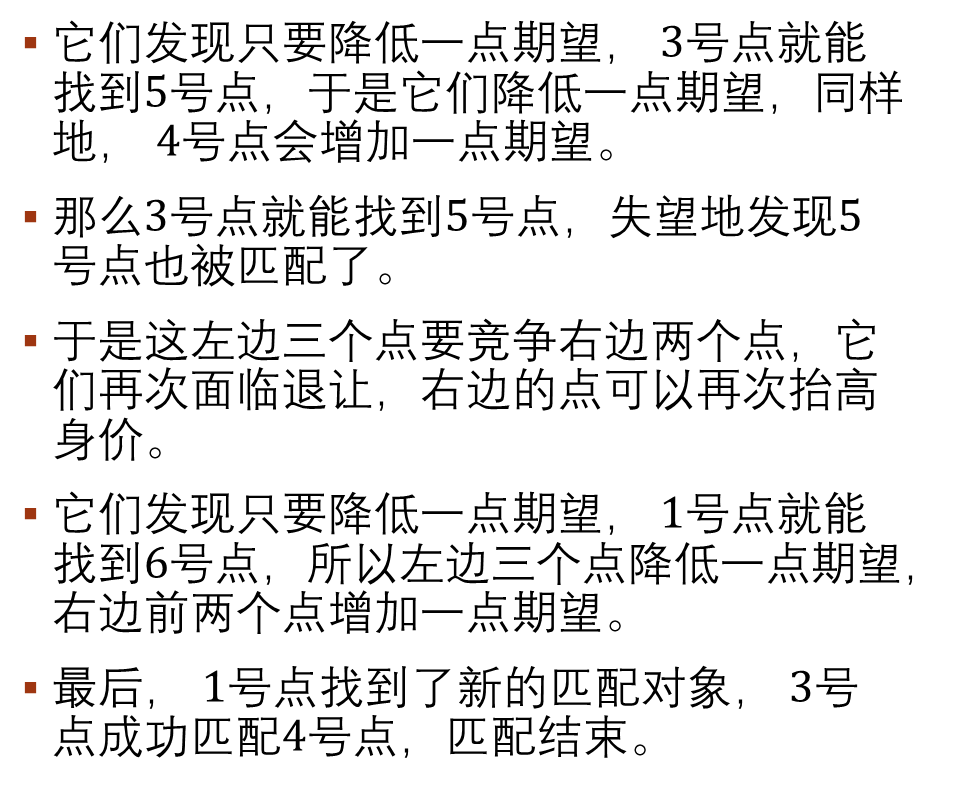 ▪ 它们发现只要降低一点期望， 3号点就能
找到5号点，于是它们降低一点期望，同样
地， 4号点会增加一点期望。
▪ 那么3号点就能找到5号点，失望地发现5
号点也被匹配了。
▪ 于是这左边三个点要竞争右边两个点，它
们再次面临退让，右边的点可以再次抬高
身价。
▪ 它们发现只要降低一点期望， 1号点就能
找到6号点，所以左边三个点降低一点期望，
右边前两个点增加一点期望。
▪ 最后， 1号点找到了新的匹配对象， 3号
点成功匹配4号点，匹配结束。